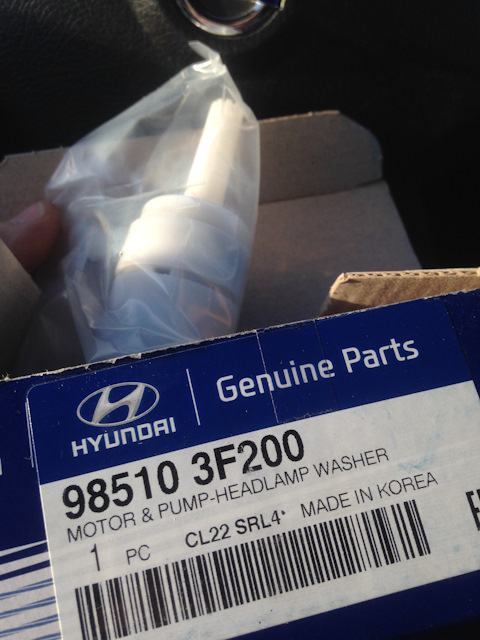 HYUNDAI
Genuine Parts
98510 3F200
MOTOR & PUMP-HEADLAMP WASHER
1 PC CL22 SRL4* MADE IN KOREA